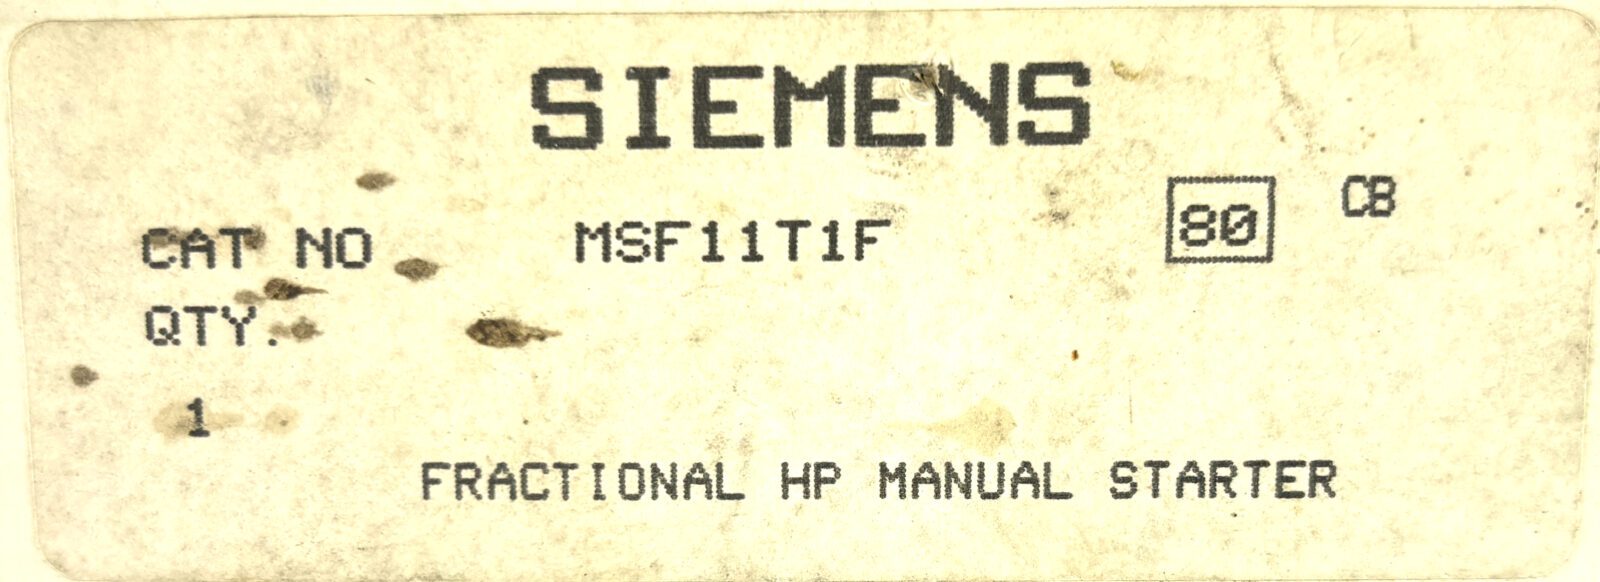 SIEMENS
CB
80
CAT NO MSF11T1F
QTY.
1
FRACTIONAL HP MANUAL STARTER